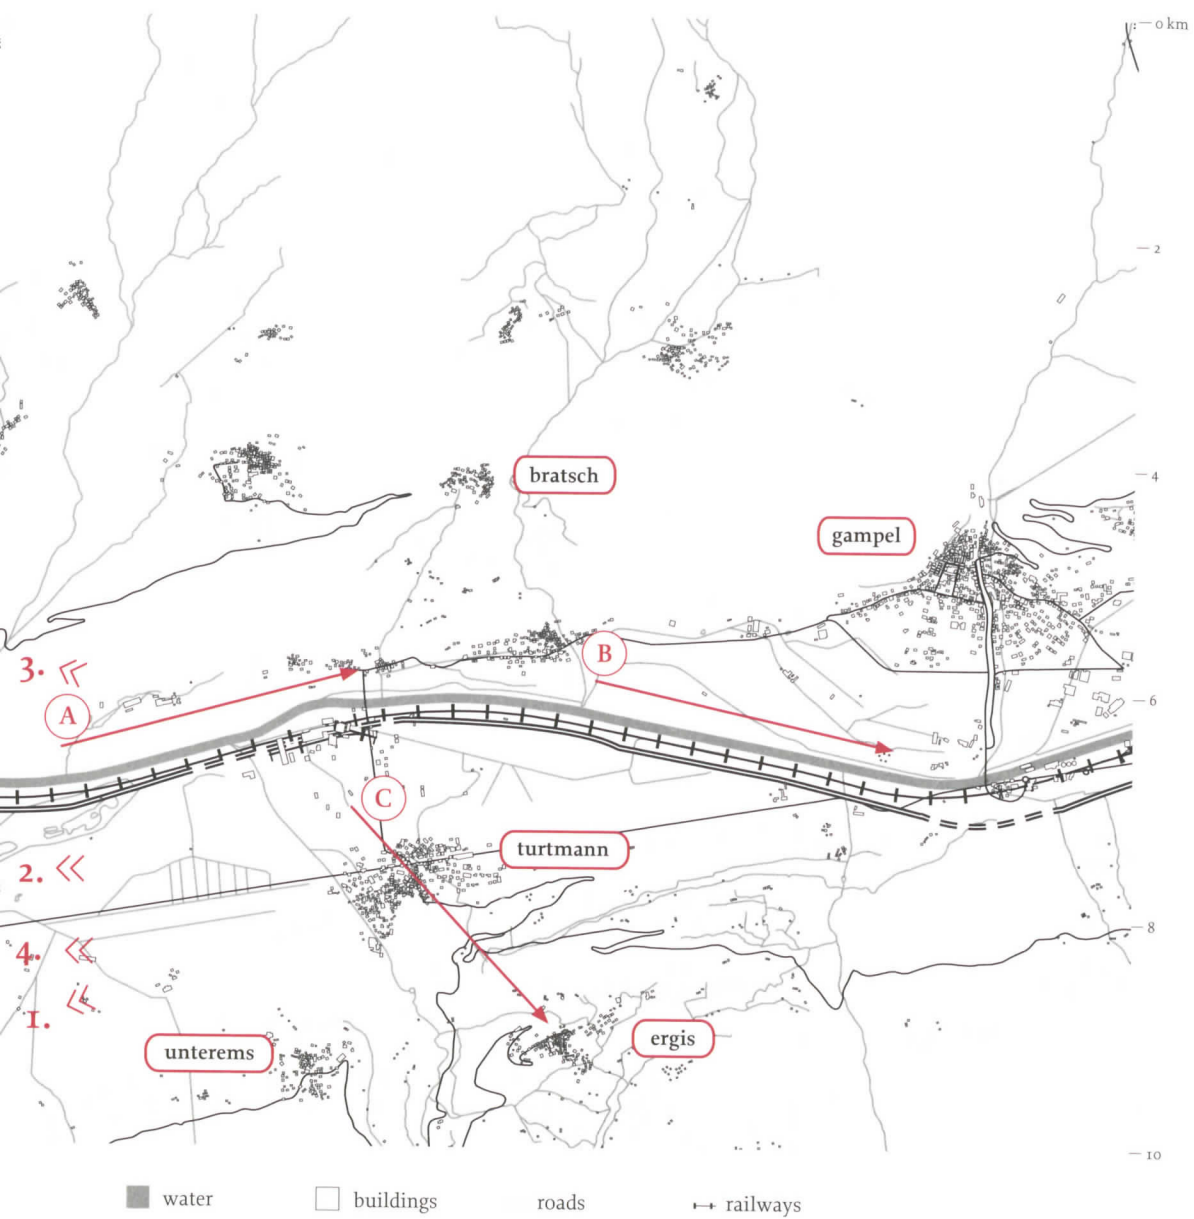 0 km
2
4
bratsch
gampel
3.
A
B
6
C
turtmann
2.
8
4.
1.
unterems
ergis
10
water
buildings
roads
railways